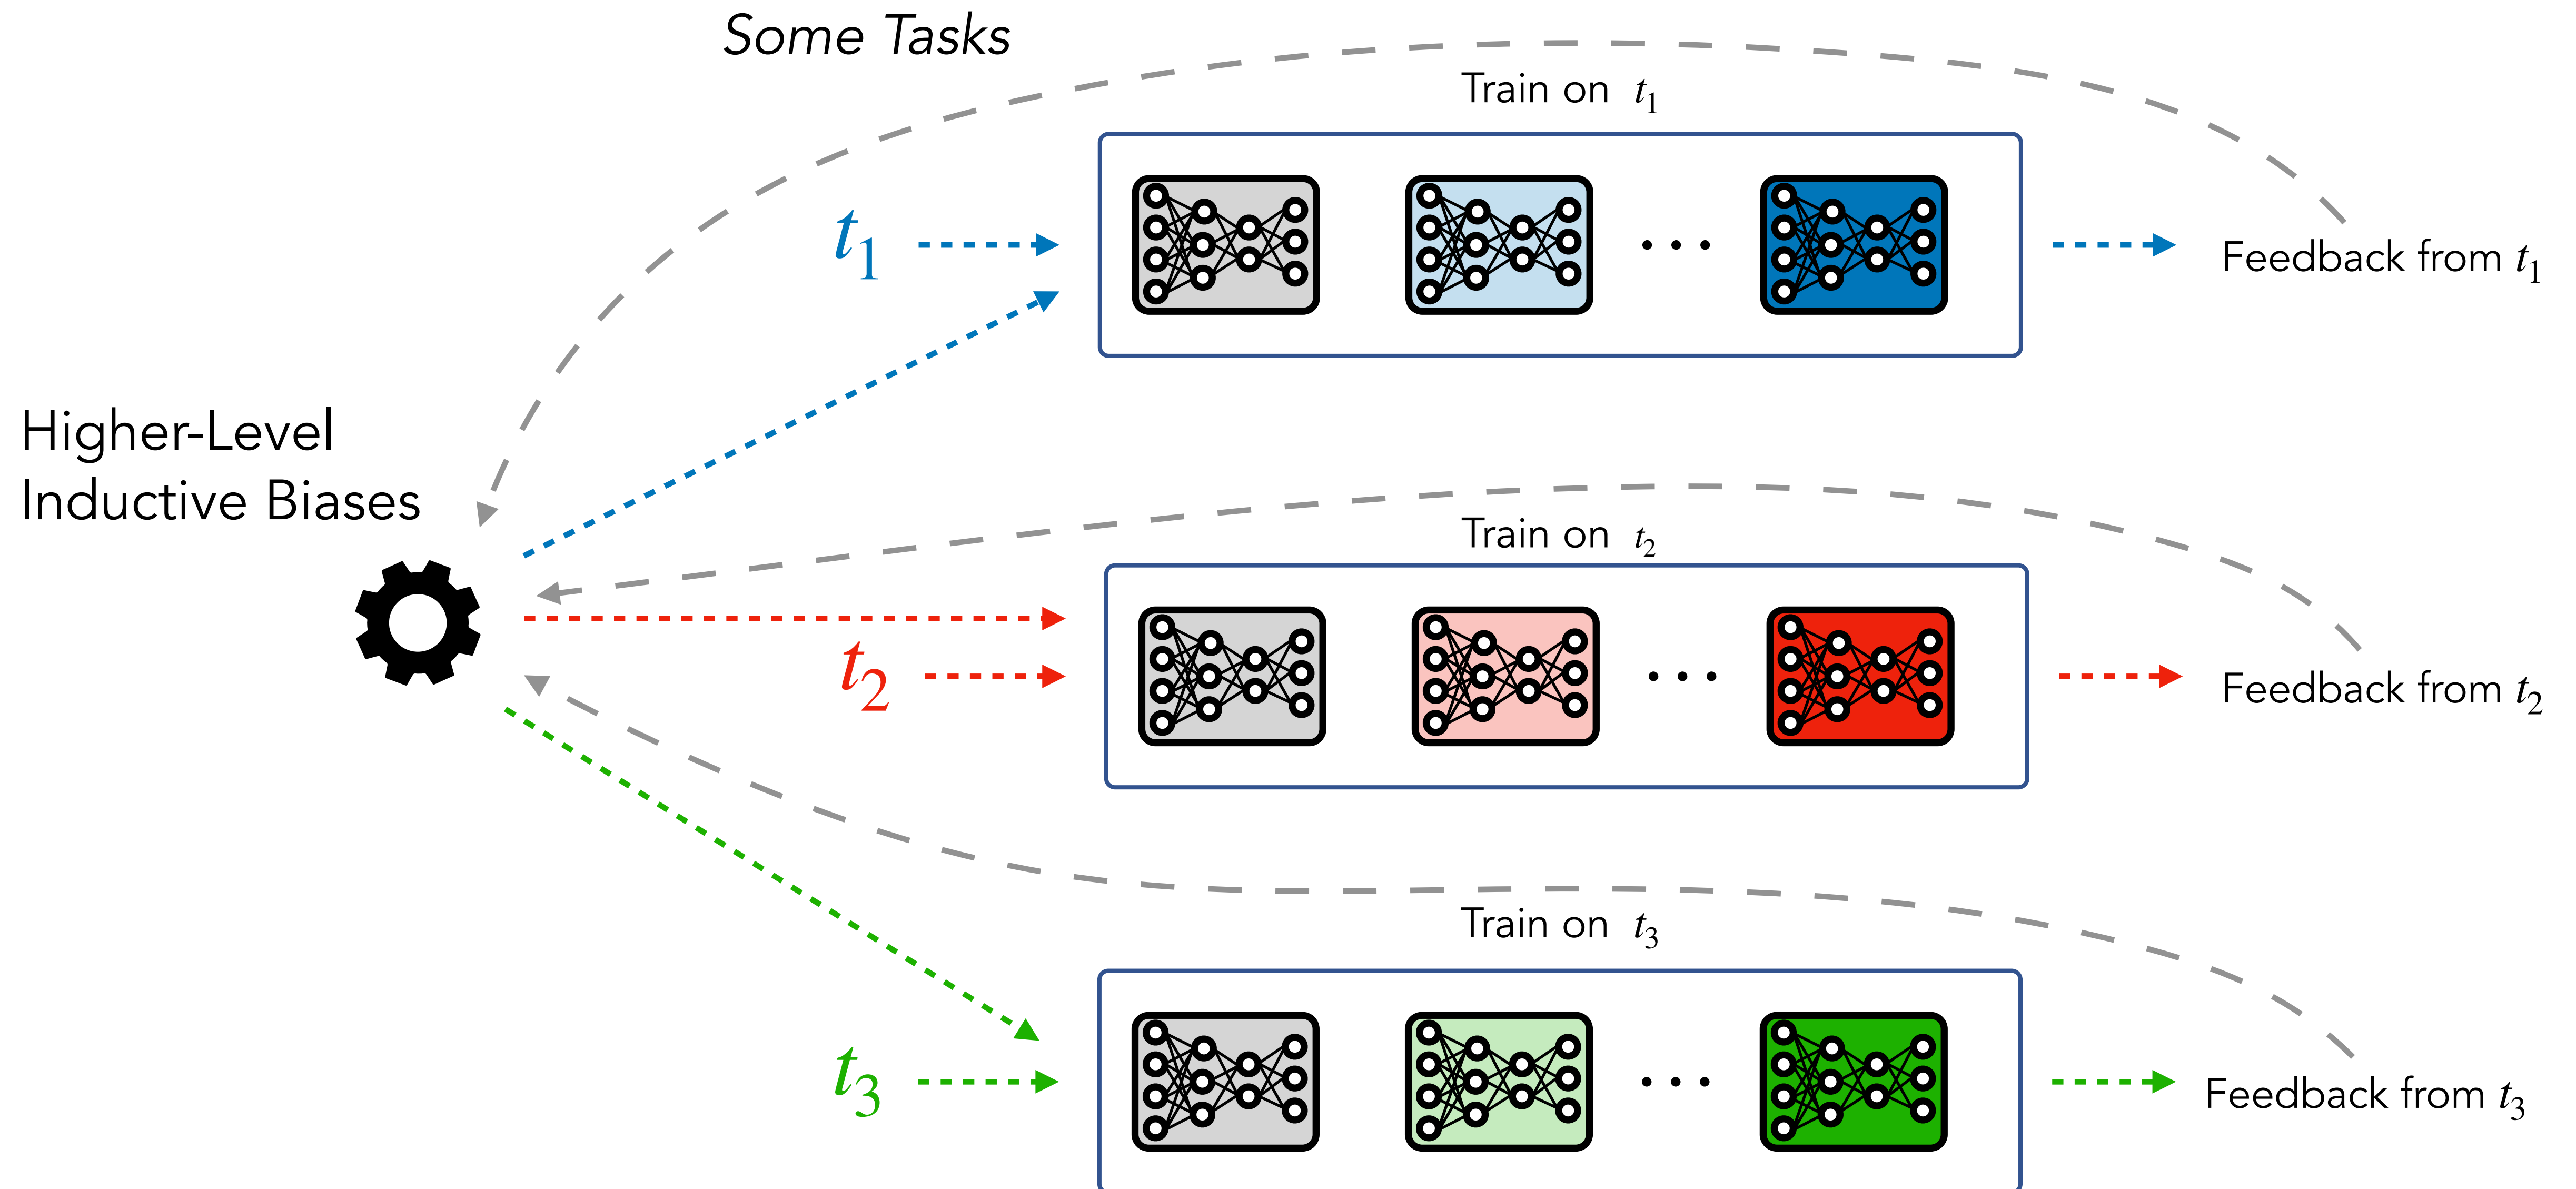 Some Tasks
Train on t₁
t₁
Feedback from t₁
Higher-Level
Inductive Biases
Train on t₂
t₂
Feedback from t₂
Train on t₃
t₃
Feedback from t₃